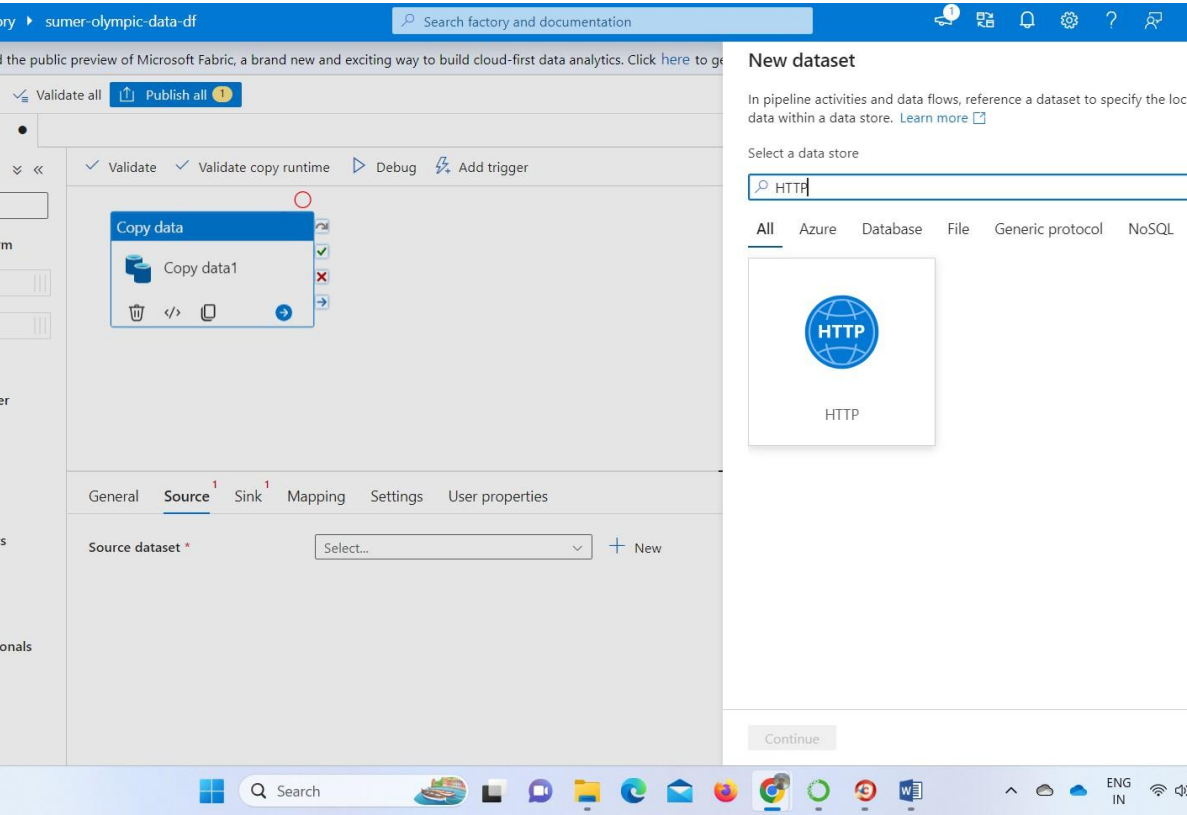 ory sumer-olympic-data-df
Search factory and documentation
1
d the public preview of Microsoft Fabric, a brand new and exciting way to build cloud-first data analytics. Click here to ge
Validate all Publish all 1
Validate Validate copy runtime Debug Add trigger
rm
Copy data
Copy data1
er
General Source 1 Sink 1 Mapping Settings User properties
s
Source dataset * Select... New
onals
New dataset
In pipeline activities and data flows, reference a dataset to specify the loc
data within a data store. Learn more
Select a data store
HTTP
All Azure Database File Generic protocol NoSQL
HTTP
HTTP
Continue
Search
ENG
IN